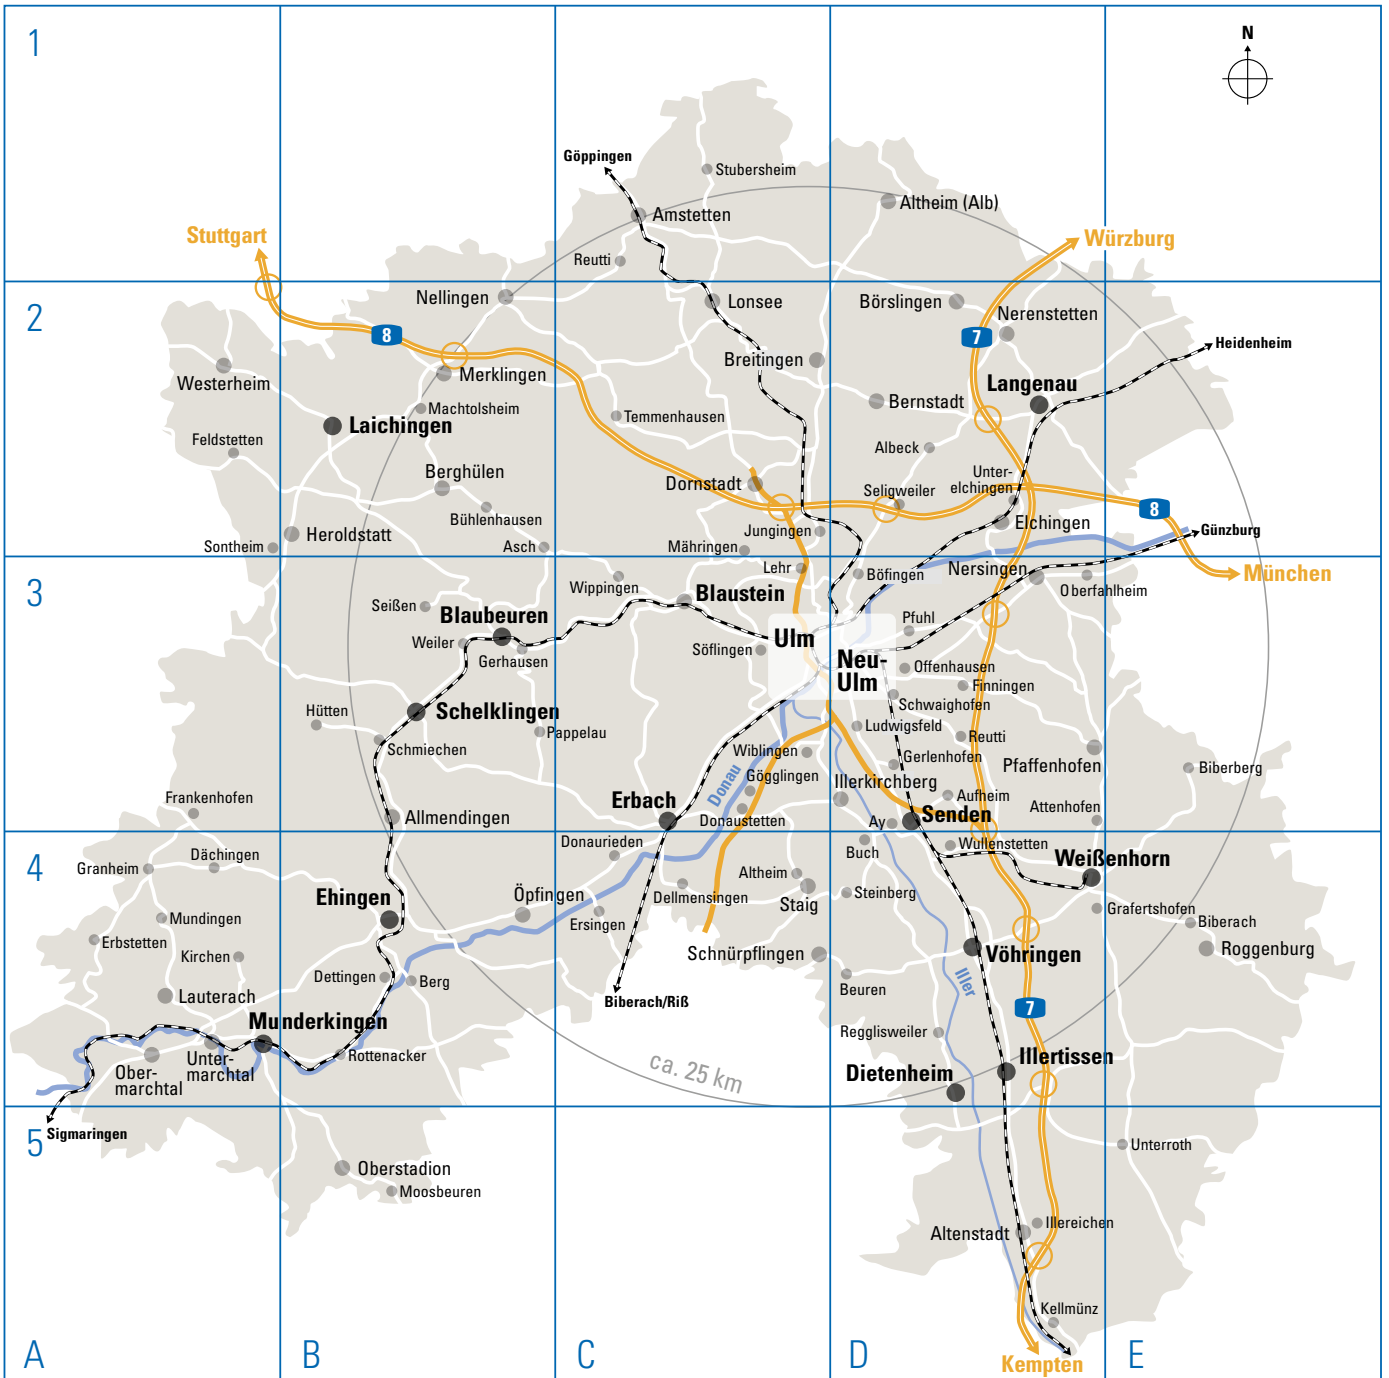 1
N
Göppingen
Stubersheim
Altheim (Alb)
Amstetten
Stuttgart
Würzburg
Reutti
2
Nellingen
Lonsee
Börslingen
Nerenstetten
8
7
Heidenheim
Breitingen
Westerheim
Merklingen
Langenau
Machtolsheim
Bernstadt
Temmenhausen
Laichingen
Feldstetten
Albeck
Berghülen
Unter-
elchingen
Dornstadt
Seligweiler
8
Bühlenhausen
Elchingen
Heroldstatt
Jungingen
Günzburg
Sontheim
Asch
Mähringen
3
Lehr
Böfingen
Nersingen
München
Wippingen
Oberfahlheim
Blaustein
Seißen
Blaubeuren
Pfuhl
Weiler
Ulm
Söflingen
Gerhausen
Neu-
Ulm
Offenhausen
Finningen
Hütten
Schelklingen
Schwaighofen
Pappelau
Ludwigsfeld
Reutti
Schmiechen
Wiblingen
Gerlenhofen
Pfaffenhofen
Biberberg
Donau
Gögglingen
Illerkirchberg
Frankenhofen
Aufheim
Erbach
Attenhofen
Allmendingen
Donaustetten
Ay
Senden
4
Donaurieden
Buch
Wullenstetten
Dächingen
Weißenhorn
Granheim
Altheim
Ehingen
Öpfingen
Dellmensingen
Staig
Steinberg
Mundingen
Ersingen
Grafertshofen
Biberach
Erbstetten
Kirchen
Schnürpflingen
Vöhringen
Roggenburg
Dettingen
Berg
Iller
Beuren
Lauterach
Biberach/Riß
7
Munderkingen
Regglisweiler
Unter-
marchtal
Rottenacker
Illertissen
Ober-
marchtal
ca. 25 km
Dietenheim
5
Sigmaringen
Unterroth
Oberstadion
Moosbeuren
Illereichen
Altenstadt
Kellmünz
A
B
C
D
E
Kempten